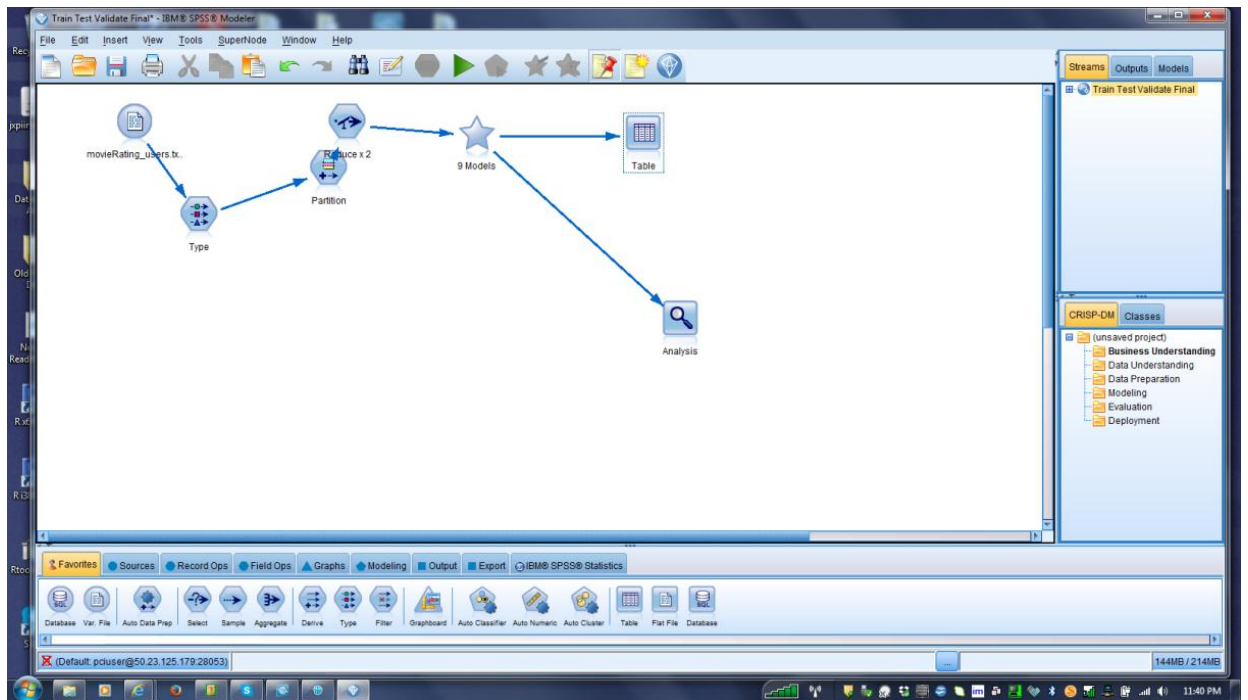 Train Test Validate Final* - IBM® SPSS® Modeler
File Edit Insert View Tools SuperNode Window Help
Streams Outputs Models
Train Test Validate Final
movieRating_users.tx..
Reduce x 2
Partition
Type
9 Models
Table
Analysis
CRISP-DM Classes
(unsaved project)
Business Understanding
Data Understanding
Data Preparation
Modeling
Evaluation
Deployment
Favorites Sources Record Ops Field Ops Graphs Modeling Output Export IBM® SPSS® Statistics
Database Var. File Auto Data Prep Select Sample Aggregate Derive Type Filter Graphboard Auto Classifier Auto Numeric Auto Cluster Table Flat File Database
(Default: pciuser@50.23.125.179:28053)
...
144MB / 214MB
11:40 PM